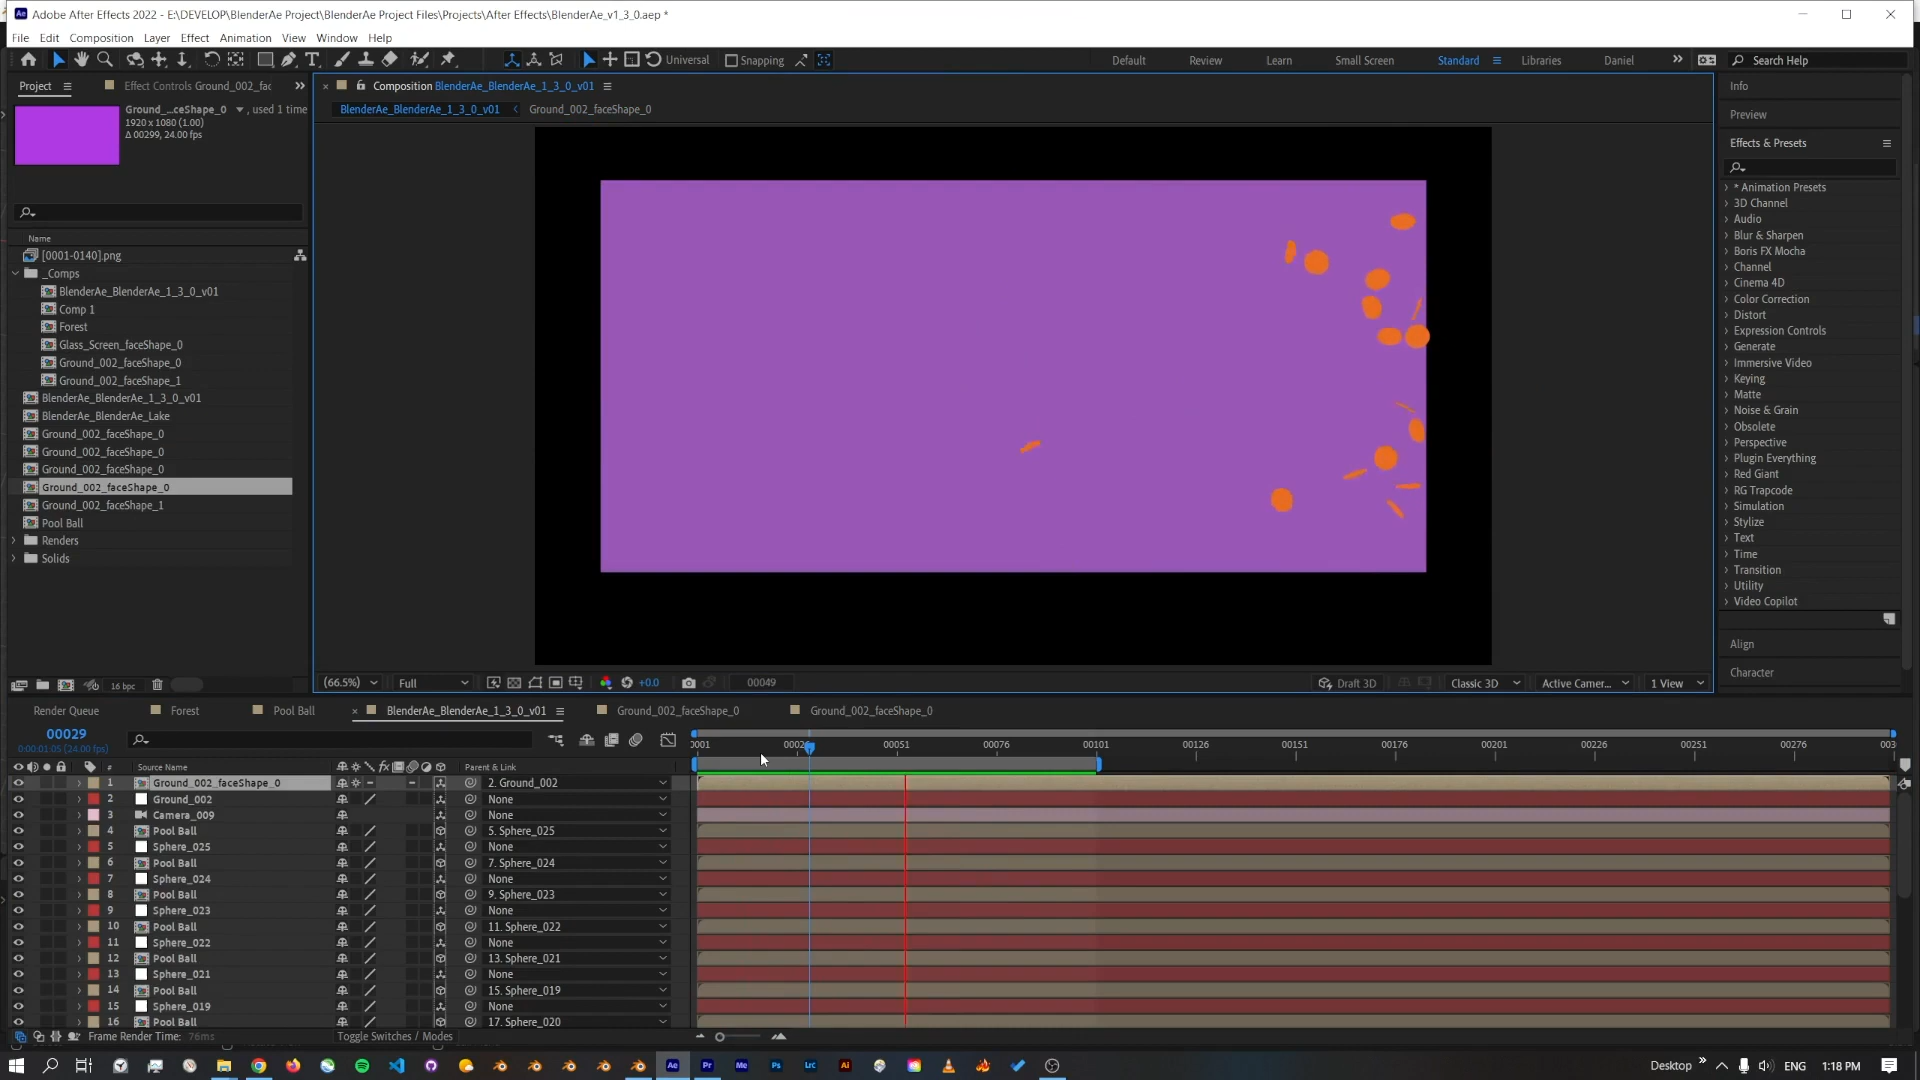 Adobe After Effects 2022 - E:\DEVELOP\BlenderAe Project\BlenderAe Project Files\Projects\After Effects\BlenderAe_v1_3_0.aep *
File Edit Composition Layer Effect Animation View Window Help
Universal Snapping Default Review Learn Small Screen Standard Libraries Daniel Search Help
Project Effect Controls Ground_002_fac
Ground_...ceShape_0 , used 1 time
1920 x 1080 (1.00)
Δ 00299, 24.00 fps
Name
[0001-0140].png
_Comps
BlenderAe_BlenderAe_1_3_0_v01
Comp 1
Forest
Glass_Screen_faceShape_0
Ground_002_faceShape_0
Ground_002_faceShape_1
BlenderAe_BlenderAe_1_3_0_v01
BlenderAe_BlenderAe_Lake
Ground_002_faceShape_0
Ground_002_faceShape_0
Ground_002_faceShape_0
Ground_002_faceShape_0
Ground_002_faceShape_1
Pool Ball
Renders
Solids
16 bpc
Composition BlenderAe_BlenderAe_1_3_0_v01
BlenderAe_BlenderAe_1_3_0_v01 Ground_002_faceShape_0
(66.5%) Full +0.0 00049 Draft 3D Classic 3D Active Camer... 1 View
Info
Preview
Effects & Presets
* Animation Presets
3D Channel
Audio
Blur & Sharpen
Boris FX Mocha
Channel
Cinema 4D
Color Correction
Distort
Expression Controls
Generate
Immersive Video
Keying
Matte
Noise & Grain
Obsolete
Perspective
Plugin Everything
Red Giant
RG Trapcode
Simulation
Stylize
Text
Time
Transition
Utility
Video Copilot
Align
Character
Render Queue Forest Pool Ball BlenderAe_BlenderAe_1_3_0_v01 Ground_002_faceShape_0 Ground_002_faceShape_0
00029
0:00:01:05 (24.00 fps)
00051 00076 00101 00126 00151 00176 00201 00226 00251 00276
# Source Name Parent & Link
1 Ground_002_faceShape_0 2. Ground_002
2 Ground_002 None
3 Camera_009 None
4 Pool Ball 5. Sphere_025
5 Sphere_025 None
6 Pool Ball 7. Sphere_024
7 Sphere_024 None
8 Pool Ball 9. Sphere_023
9 Sphere_023 None
10 Pool Ball 11. Sphere_022
11 Sphere_022 None
12 Pool Ball 13. Sphere_021
13 Sphere_021 None
14 Pool Ball 15. Sphere_019
15 Sphere_019 None
16 Pool Ball 17. Sphere_020
Frame Render Time: 76ms Toggle Switches / Modes
Desktop ENG 1:18 PM